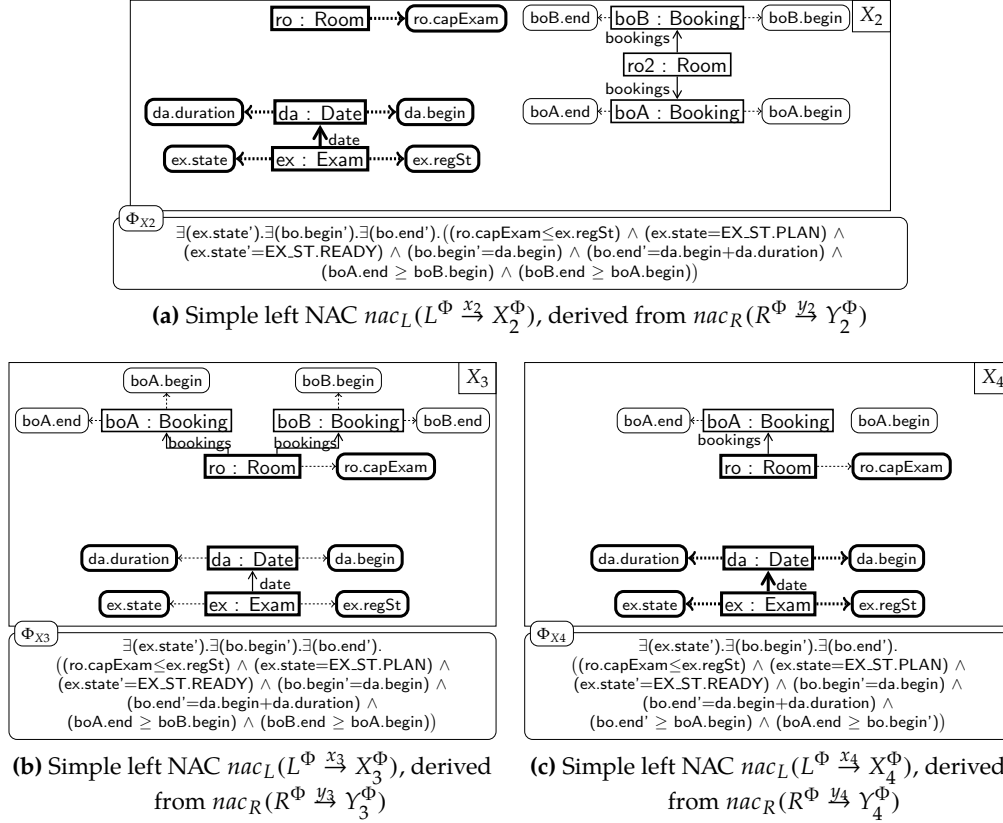 ro : Room
ro.capExam
boB.end
boB : Booking
boB.begin
X2
bookings
ro2 : Room
bookings
da.duration
da : Date
da.begin
boA.end
boA : Booking
boA.begin
date
ex.state
ex : Exam
ex.regSt
ΦX2
∃(ex.state').∃(bo.begin').∃(bo.end').((ro.capExam≤ex.regSt) ∧ (ex.state=EX_ST.PLAN) ∧
(ex.state'=EX_ST.READY) ∧ (bo.begin'=da.begin) ∧ (bo.end'=da.begin+da.duration) ∧
(boA.end ≥ boB.begin) ∧ (boB.end ≥ boA.begin))
(a) Simple left NAC nacL(LΦ x2→ X2Φ), derived from nacR(RΦ y2→ Y2Φ)
boA.begin
boB.begin
X3
boA.end
boA : Booking
boB : Booking
boB.end
bookings
bookings
ro : Room
ro.capExam
da.duration
da : Date
da.begin
date
ex.state
ex : Exam
ex.regSt
ΦX3
∃(ex.state').∃(bo.begin').∃(bo.end').
((ro.capExam≤ex.regSt) ∧ (ex.state=EX_ST.PLAN) ∧
(ex.state'=EX_ST.READY) ∧ (bo.begin'=da.begin) ∧
(bo.end'=da.begin+da.duration) ∧
(boA.end ≥ boB.begin) ∧ (boB.end ≥ boA.begin))
(b) Simple left NAC nacL(LΦ x3→ X3Φ), derived
from nacR(RΦ y3→ Y3Φ)
X4
boA.end
boA : Booking
boA.begin
bookings
ro : Room
ro.capExam
da.duration
da : Date
da.begin
date
ex.state
ex : Exam
ex.regSt
ΦX4
∃(ex.state').∃(bo.begin').∃(bo.end').
((ro.capExam≤ex.regSt) ∧ (ex.state=EX_ST.PLAN) ∧
(ex.state'=EX_ST.READY) ∧ (bo.begin'=da.begin) ∧
(bo.end'=da.begin+da.duration) ∧
(bo.end' ≥ boA.begin) ∧ (boA.end ≥ bo.begin'))
(c) Simple left NAC nacL(LΦ x4→ X4Φ), derived
from nacR(RΦ y4→ Y4Φ)